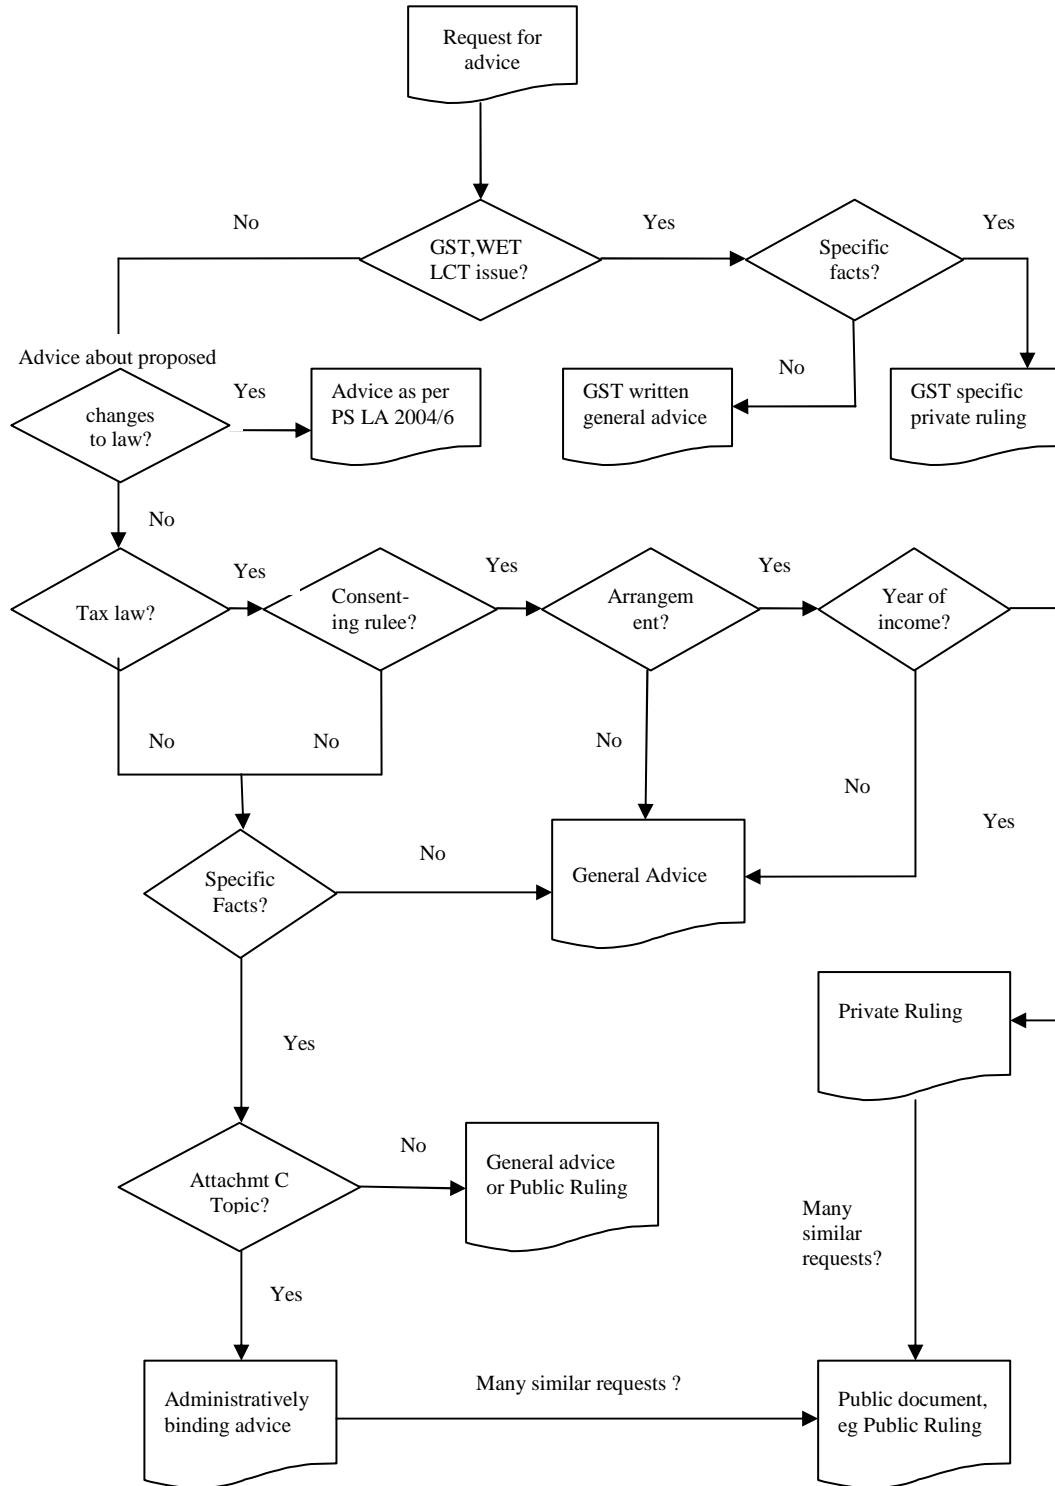 Request for
advice
No
Yes
Yes
GST,WET
LCT issue?
Specific
facts?
Advice about proposed
changes
to law?
Yes
Advice as per
PS LA 2004/6
No
GST written
general advice
GST specific
private ruling
No
Tax law?
Yes
Consent-
ing rulee?
Yes
Arrangem
ent?
Yes
Year of
income?
No
No
No
No
Yes
Specific
Facts?
No
General Advice
Yes
Private Ruling
Attachmt C
Topic?
No
General advice
or Public Ruling
Many
similar
requests?
Yes
Administratively
binding advice
Many similar requests ?
Public document,
eg Public Ruling